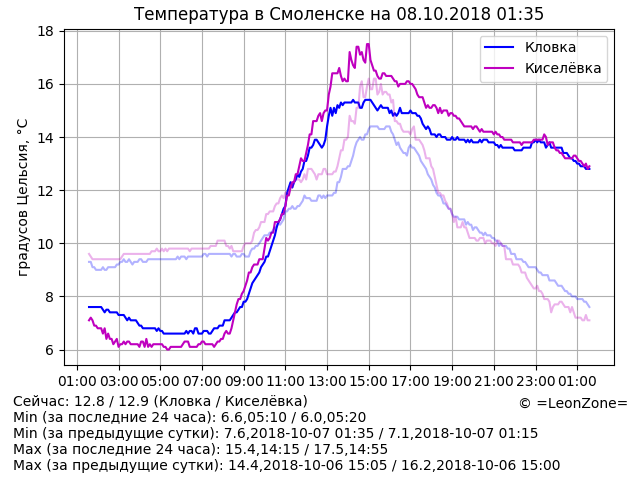 Температура в Смоленске на 08.10.2018 01:35
Кловка
Киселёвка
градусов Цельсия, °C
18
16
14
12
10
8
6
01:00 03:00 05:00 07:00 09:00 11:00 13:00 15:00 17:00 19:00 21:00 23:00 01:00
Сейчас: 12.8 / 12.9 (Кловка / Киселёвка)
© =LeonZone=
Min (за последние 24 часа): 6.6,05:10 / 6.0,05:20
Min (за предыдущие сутки): 7.6,2018-10-07 01:35 / 7.1,2018-10-07 01:15
Max (за последние 24 часа): 15.4,14:15 / 17.5,14:55
Max (за предыдущие сутки): 14.4,2018-10-06 15:05 / 16.2,2018-10-06 15:00